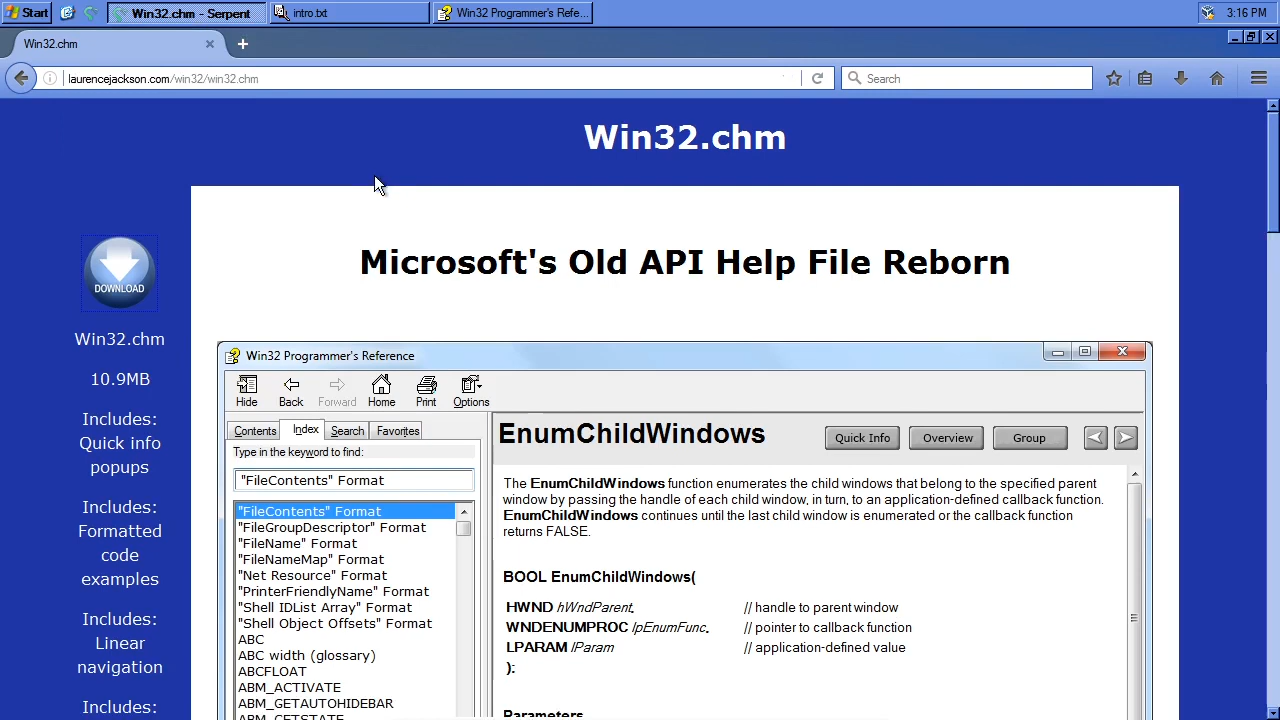 Start Win32.chm - Serpent intro.txt Win32 Programmer's Refe... 3:16 PM
Win32.chm
laurencejackson.com/win32/win32.chm Search
Win32.chm
Microsoft's Old API Help File Reborn
DOWNLOAD
Win32.chm
10.9MB
Includes:
Quick info
popups
Includes:
Formatted
code
examples
Includes:
Linear
navigation
Includes:
Win32 Programmer's Reference
Hide Back Forward Home Print Options
Contents Index Search Favorites
Type in the keyword to find:
"FileContents" Format
"FileContents" Format
"FileGroupDescriptor" Format
"FileName" Format
"FileNameMap" Format
"Net Resource" Format
"PrinterFriendlyName" Format
"Shell IDList Array" Format
"Shell Object Offsets" Format
ABC
ABC width (glossary)
ABCFLOAT
ABM_ACTIVATE
ABM_GETAUTOHIDEBAR
ABM_GETSTATE
EnumChildWindows Quick Info Overview Group
The EnumChildWindows function enumerates the child windows that belong to the specified parent
window by passing the handle of each child window, in turn, to an application-defined callback function.
EnumChildWindows continues until the last child window is enumerated or the callback function
returns FALSE.
BOOL EnumChildWindows(
HWND hWndParent, // handle to parent window
WNDENUMPROC lpEnumFunc, // pointer to callback function
LPARAM lParam // application-defined value
);
Parameters